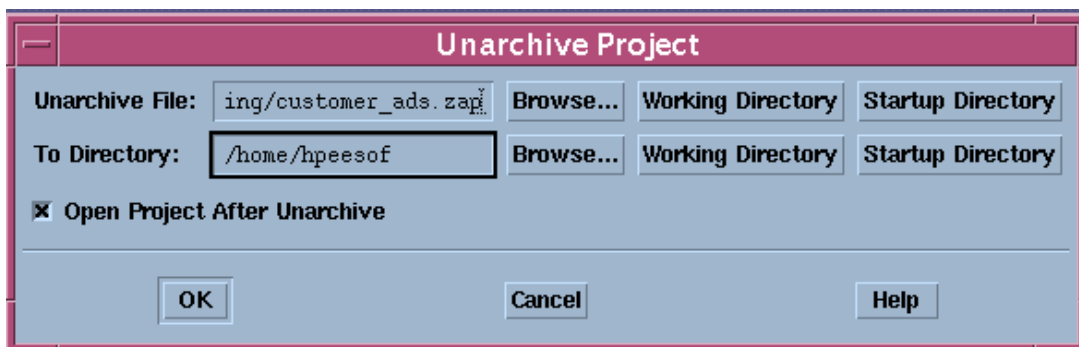 Unarchive Project
Unarchive File: ing/customer_ads.zap Browse... Working Directory Startup Directory
To Directory: /home/hpeesof Browse... Working Directory Startup Directory
Open Project After Unarchive
OK Cancel Help